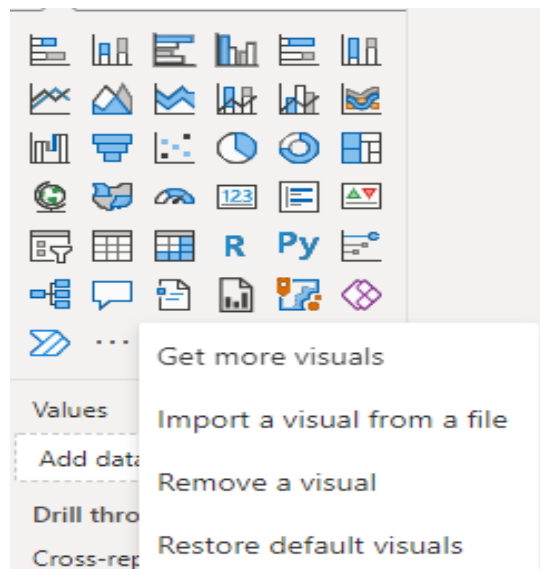 123
R Py
Get more visuals
Values
Import a visual from a file
Add data
Remove a visual
Drill thro
Restore default visuals
Cross-rep